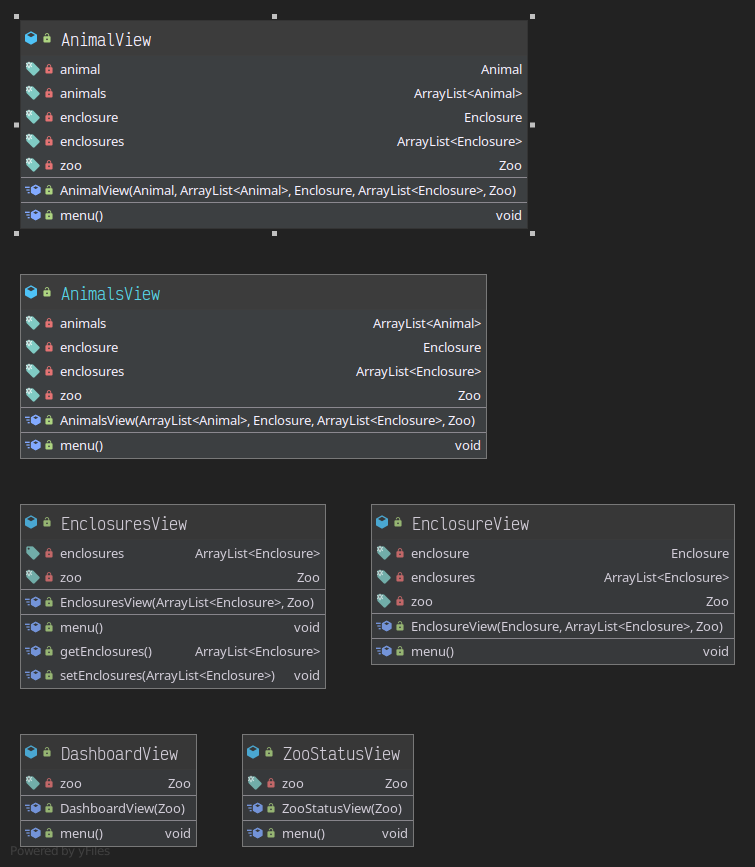 AnimalView
animal Animal
animals ArrayList<Animal>
enclosure Enclosure
enclosures ArrayList<Enclosure>
zoo Zoo
AnimalView(Animal, ArrayList<Animal>, Enclosure, ArrayList<Enclosure>, Zoo)
menu() void
AnimalsView
animals ArrayList<Animal>
enclosure Enclosure
enclosures ArrayList<Enclosure>
zoo Zoo
AnimalsView(ArrayList<Animal>, Enclosure, ArrayList<Enclosure>, Zoo)
menu() void
EnclosuresView
enclosures ArrayList<Enclosure>
zoo Zoo
EnclosuresView(ArrayList<Enclosure>, Zoo)
menu() void
getEnclosures() ArrayList<Enclosure>
setEnclosures(ArrayList<Enclosure>) void
EnclosureView
enclosure Enclosure
enclosures ArrayList<Enclosure>
zoo Zoo
EnclosureView(Enclosure, ArrayList<Enclosure>, Zoo)
menu() void
DashboardView
zoo Zoo
DashboardView(Zoo)
menu() void
ZooStatusView
zoo Zoo
ZooStatusView(Zoo)
menu() void
Powered by yFiles